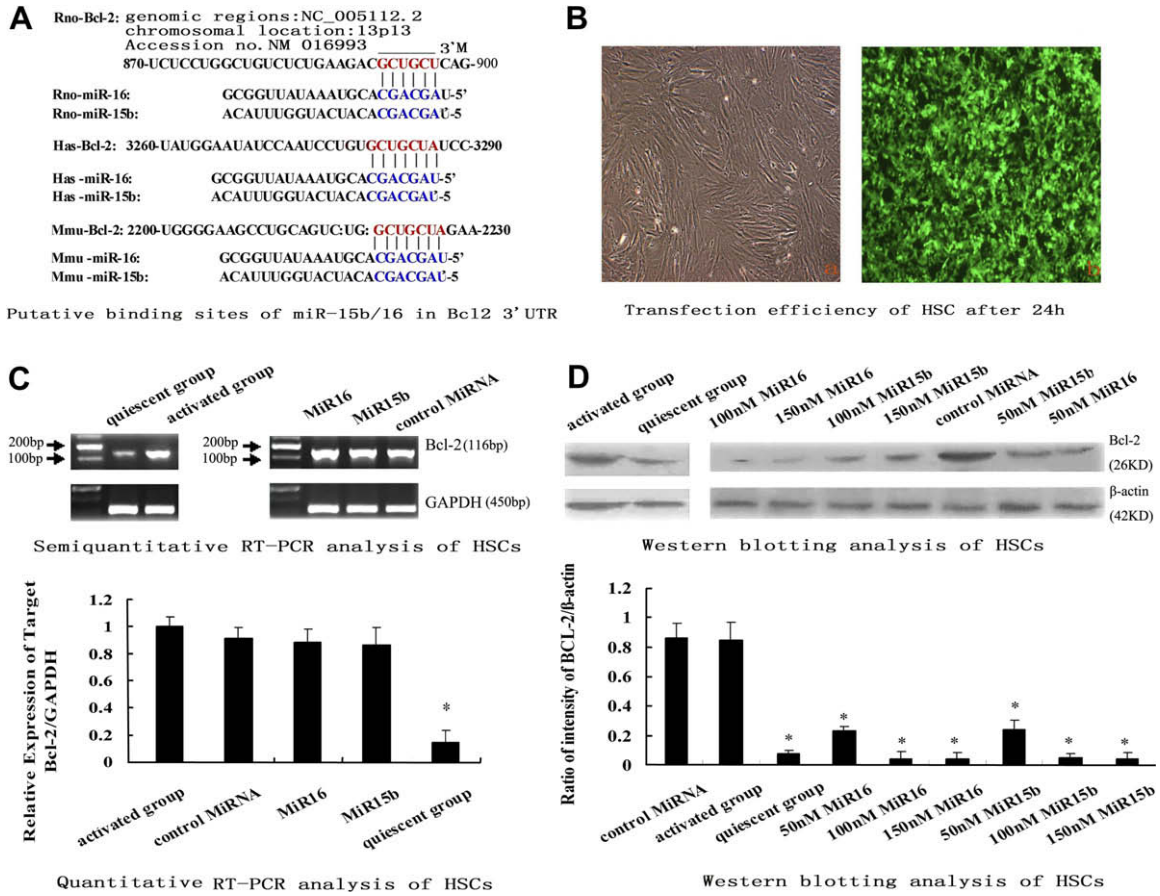 A
Rno-Bcl-2: genomic regions:NC_005112.2
chromosomal location:13p13
Accession no.NM 016993 3'M
870-UCUCCUGGCUGUCUCUGAAGACGCUGCUCAG-900
Rno-miR-16: GCGGUUAUAAAUGCACGACGAU-5'
Rno-miR-15b: ACAUUUGGUACUACACGACGAU'-5
Has-Bcl-2: 3260-UAUGGAAUAUCCAAUCCUGUGCUGCUAUCC-3290
Has -miR-16: GCGGUUAUAAAUGCACGACGAU-5'
Has -miR-15b: ACAUUUGGUACUACACGACGAU'-5
Mmu-Bcl-2: 2200-UGGGGAAGCCUGCAGUC:UG: GCUGCUAGAA-2230
Mmu -miR-16: GCGGUUAUAAAUGCACGACGAU-5'
Mmu -miR-15b: ACAUUUGGUACUACACGACGAU'-5
Putative binding sites of miR-15b/16 in Bcl2 3'UTR
B
a
b
Transfection efficiency of HSC after 24h
C
quiescent group
activated group
MiR16
MiR15b
control MiRNA
200bp
100bp
200bp
100bp
Bcl-2(116bp)
GAPDH (450bp)
Semiquantitative RT-PCR analysis of HSCs
Relative Expression of Target
Bcl-2/GAPDH
1.2
1
0.8
0.6
0.4
0.2
0
*
activated group
control MiRNA
MiR16
MiR15b
quiescent group
Quantitative RT-PCR analysis of HSCs
D
activated group
quiescent group
100nM MiR16
150nM MiR16
100nM MiR15b
150nM MiR15b
control MiRNA
50nM MiR15b
50nM MiR16
Bcl-2
(26KD)
β-actin
(42KD)
Western blotting analysis of HSCs
Ratio of intensity of BCL-2/ß-actin
1.2
1
0.8
0.6
0.4
0.2
0
*
*
*
*
*
*
*
control MiRNA
activated group
quiescent group
50nM MiR16
100nM MiR16
150nM MiR16
50nM MiR15b
100nM MiR15b
150nM MiR15b
Western blotting analysis of HSCs